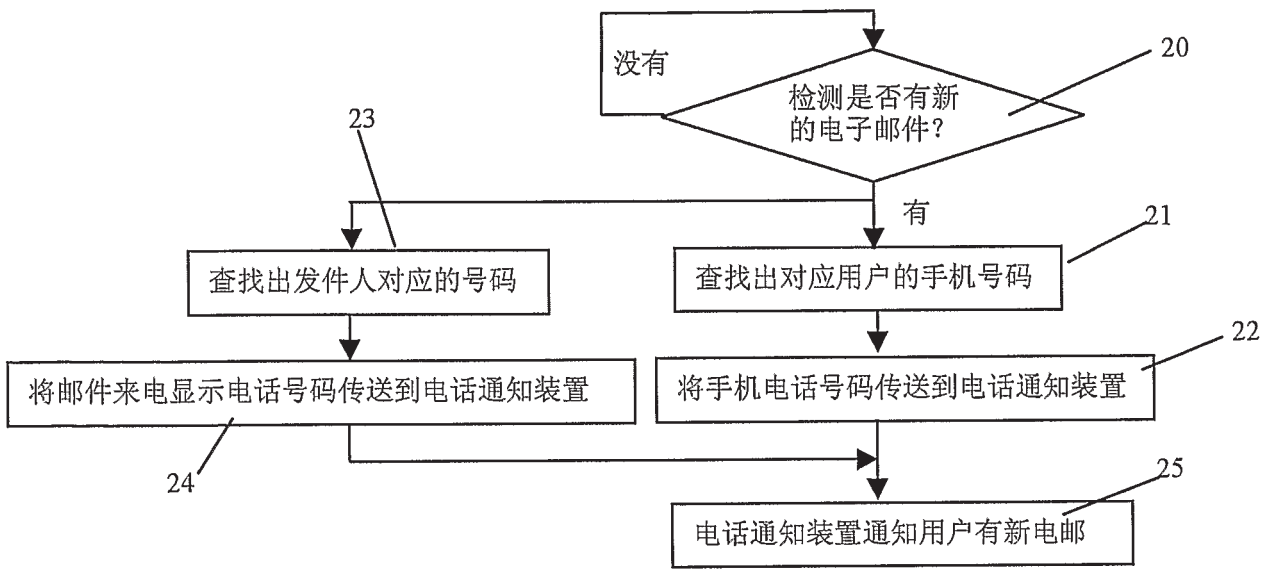 没有
20
检测是否有新
的电子邮件?
23
有
21
查找出发件人对应的号码
查找出对应用户的手机号码
22
将邮件来电显示电话号码传送到电话通知装置
将手机电话号码传送到电话通知装置
24
25
电话通知装置通知用户有新电邮